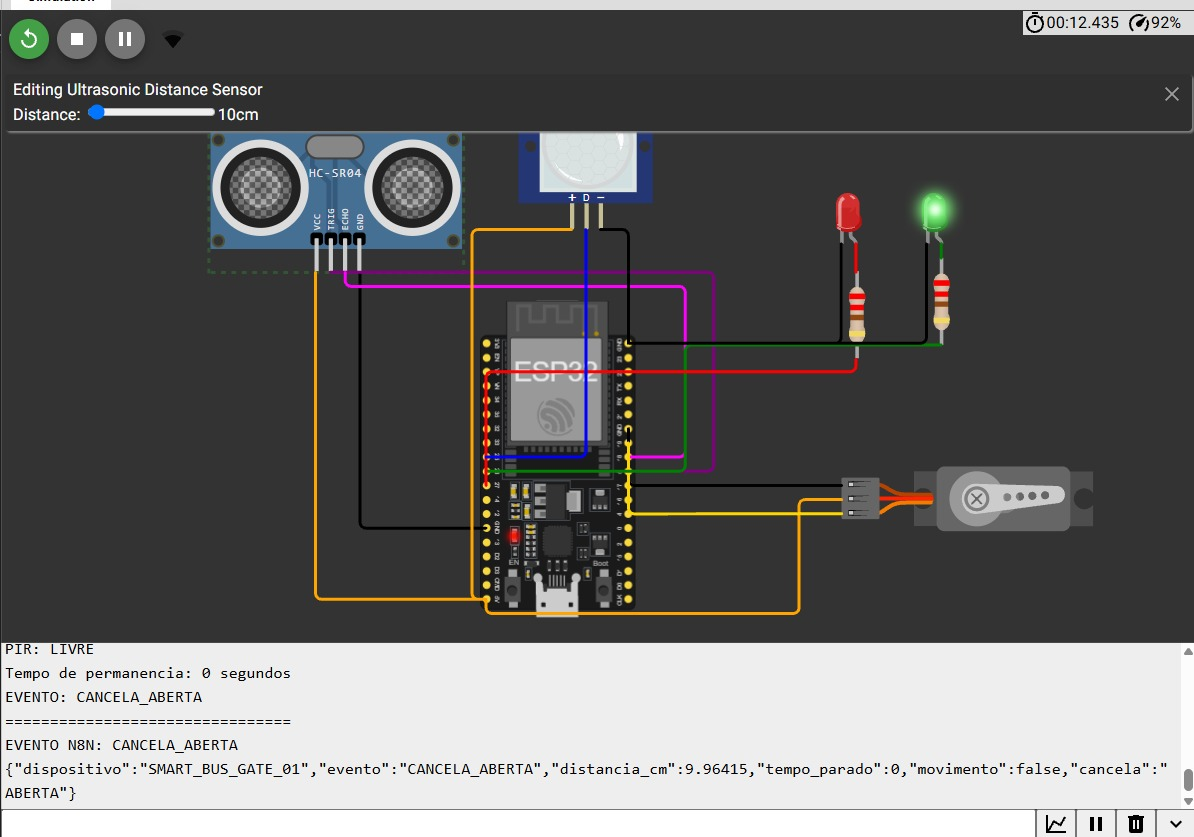 00:12.435 92%
Editing Ultrasonic Distance Sensor
Distance: 10cm
HC-SR04
VCC
TRIG
ECHO
GND
+ D −
ESP32
EN
Boot
PIR: LIVRE
Tempo de permanencia: 0 segundos
EVENTO: CANCELA_ABERTA
================================
EVENTO N8N: CANCELA_ABERTA
{"dispositivo":"SMART_BUS_GATE_01","evento":"CANCELA_ABERTA","distancia_cm":9.96415,"tempo_parado":0,"movimento":false,"cancela":"
ABERTA"}